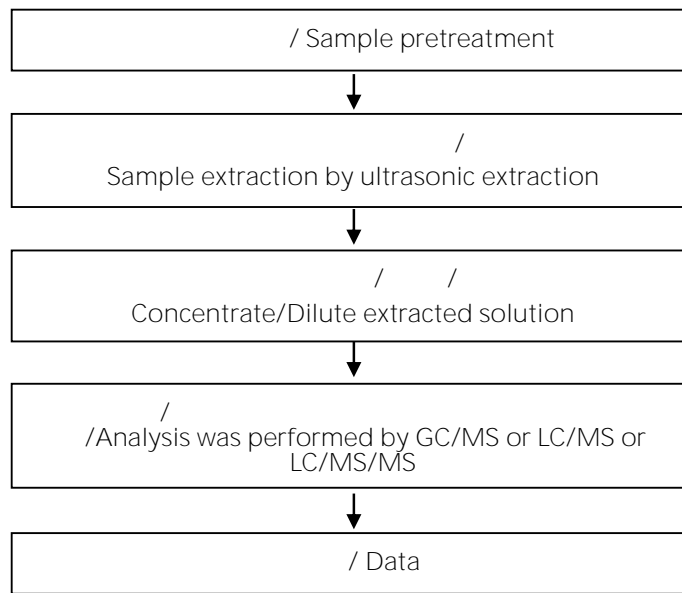 / Sample pretreatment
/
Sample extraction by ultrasonic extraction
/ /
Concentrate/Dilute extracted solution
/
/Analysis was performed by GC/MS or LC/MS or
LC/MS/MS
/ Data